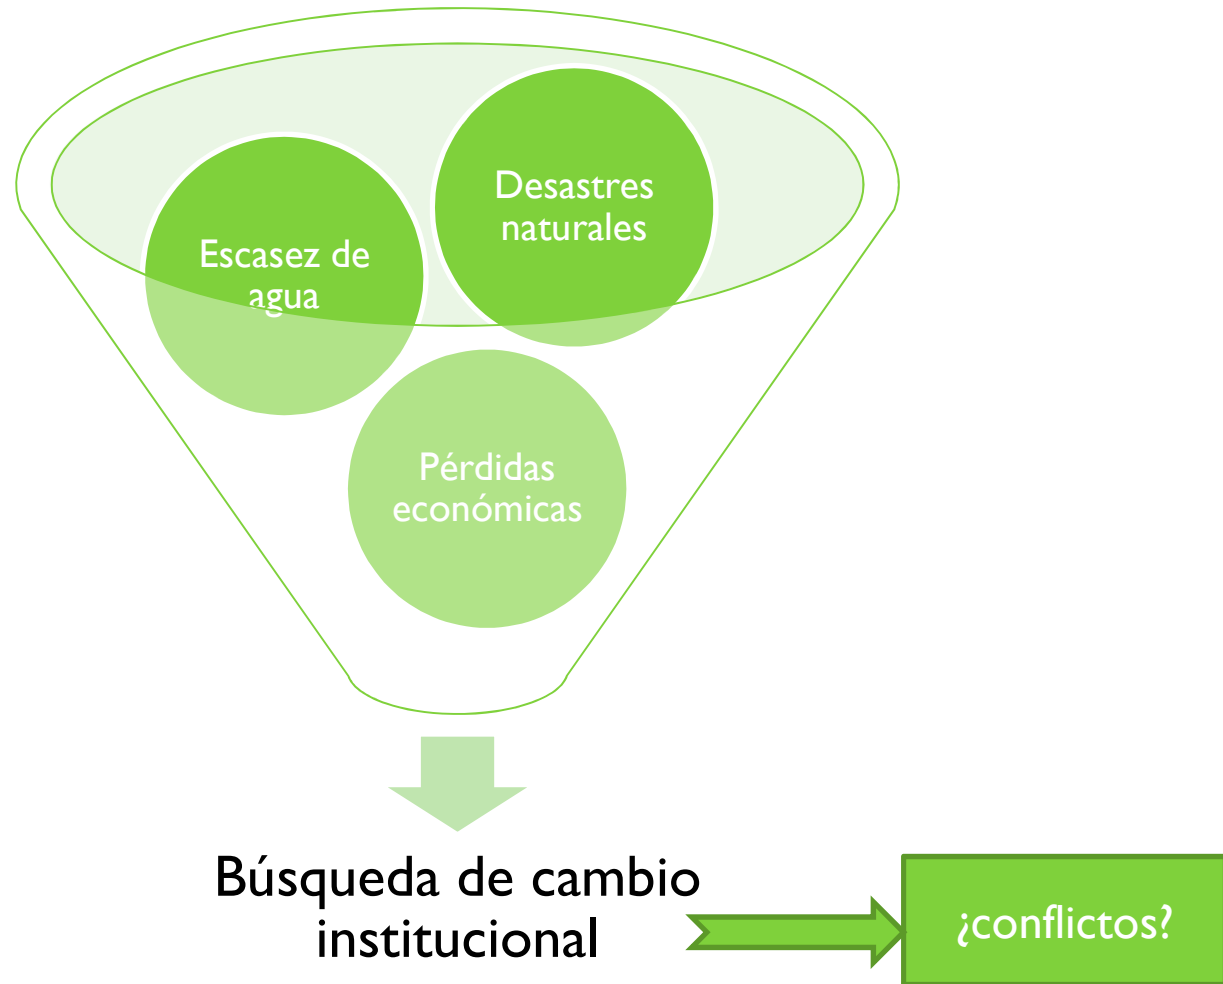 Desastres
naturales
Escasez de
agua
Pérdidas
económicas
Búsqueda de cambio
institucional
¿conflictos?